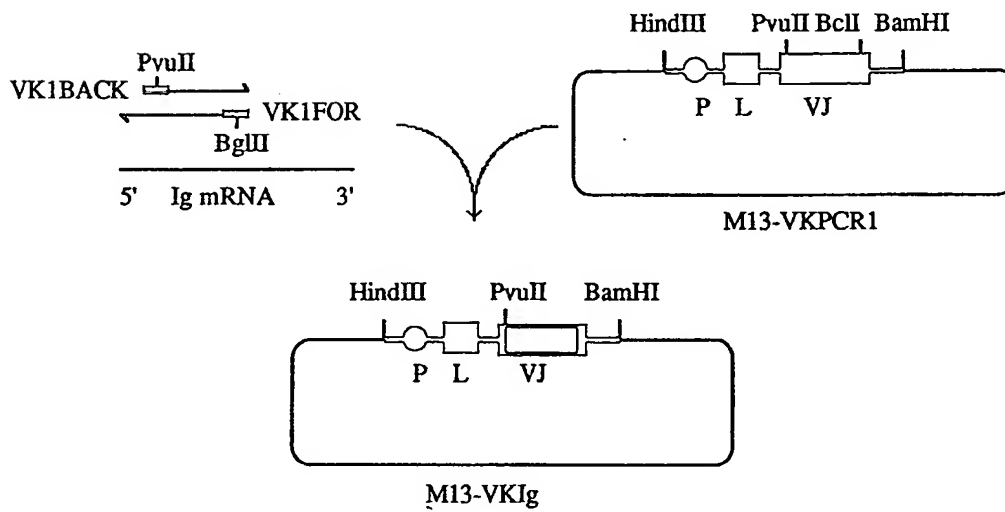 PvuII
VK1BACK
VK1FOR
BglII
5' Ig mRNA 3'
HindIII PvuII BclI BamHI
P L VJ
M13-VKPCR1
HindIII PvuII BamHI
P L VJ
M13-VKIg